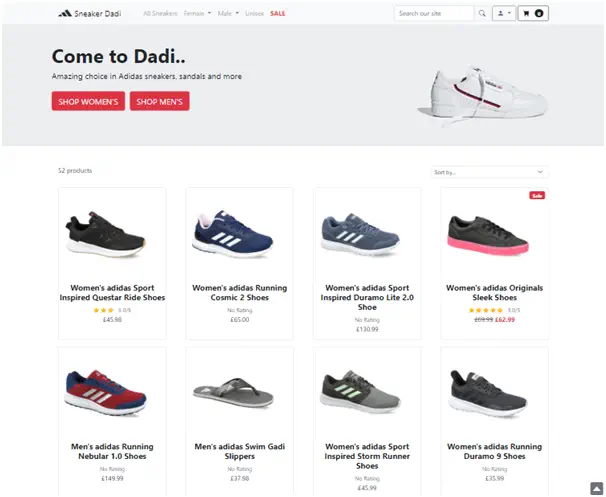 Sneaker Dadi All Sneakers Female Male Unisex SALE Search our site 0
Come to Dadi..
Amazing choice in Adidas sneakers, sandals and more
SHOP WOMEN'S SHOP MEN'S
52 products Sort by...
Sale
Women's adidas Sport
Inspired Questar Ride Shoes
3.0/5
£45.98
Women's adidas Running
Cosmic 2 Shoes
No Rating
£65.00
Women's adidas Sport
Inspired Duramo Lite 2.0
Shoe
No Rating
£130.99
Women's adidas Originals
Sleek Shoes
5.0/5
£69.99 £62.99
Men's adidas Running
Nebular 1.0 Shoes
No Rating
£149.99
Men's adidas Swim Gadi
Slippers
No Rating
£37.98
Women's adidas Sport
Inspired Storm Runner
Shoes
No Rating
£45.99
Women's adidas Running
Duramo 9 Shoes
No Rating
£35.99